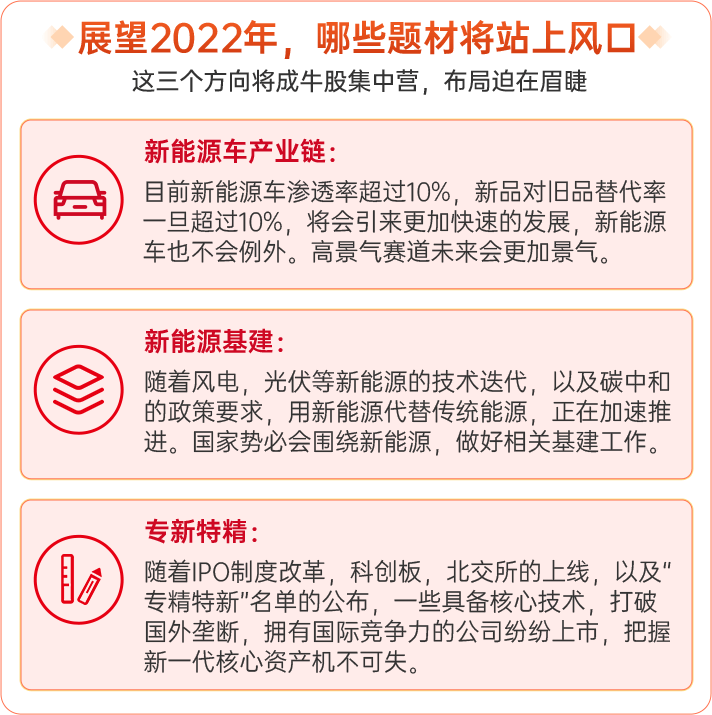 展望2022年，哪些题材将站上风口
这三个方向将成牛股集中营，布局迫在眉睫
新能源车产业链：
目前新能源车渗透率超过10%，新品对旧品替代率
一旦超过10%，将会引来更加快速的发展，新能源
车也不会例外。高景气赛道未来会更加景气。
新能源基建：
随着风电，光伏等新能源的技术迭代，以及碳中和
的政策要求，用新能源代替传统能源，正在加速推
进。国家势必会围绕新能源，做好相关基建工作。
专新特精：
随着IPO制度改革，科创板，北交所的上线，以及“
专精特新”名单的公布，一些具备核心技术，打破
国外垄断，拥有国际竞争力的公司纷纷上市，把握
新一代核心资产机不可失。